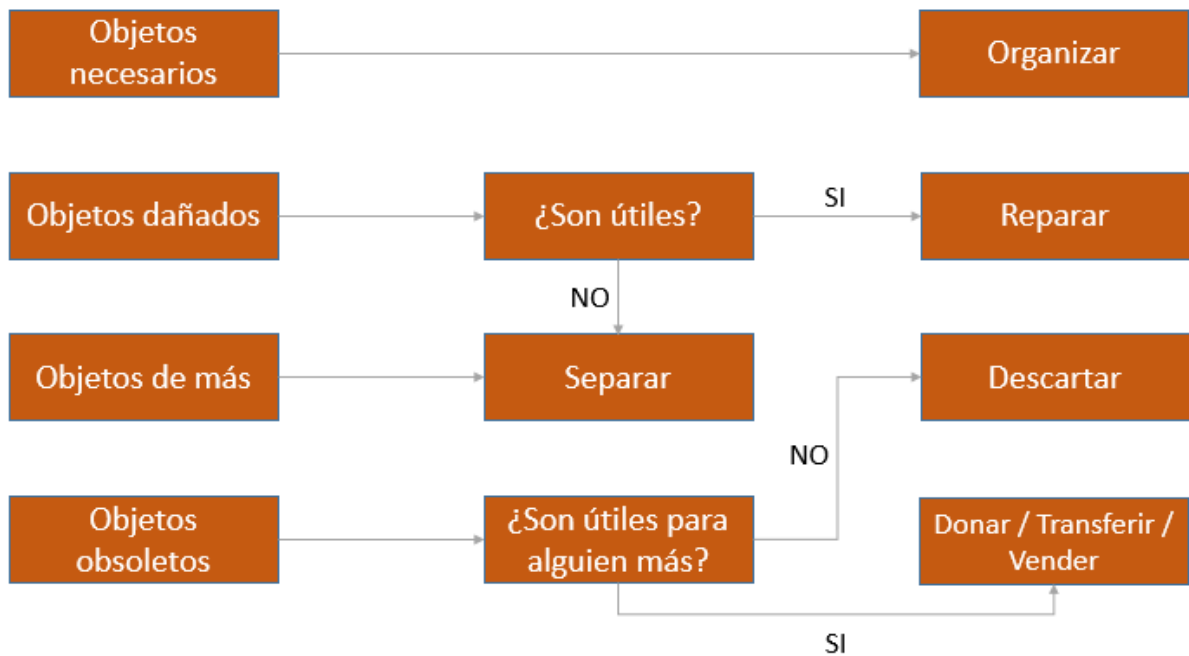 Objetos
necesarios
Organizar
Objetos dañados
¿Son útiles?
SI
Reparar
NO
Objetos de más
Separar
Descartar
NO
Objetos
obsoletos
¿Son útiles para
alguien más?
Donar / Transferir /
Vender
SI